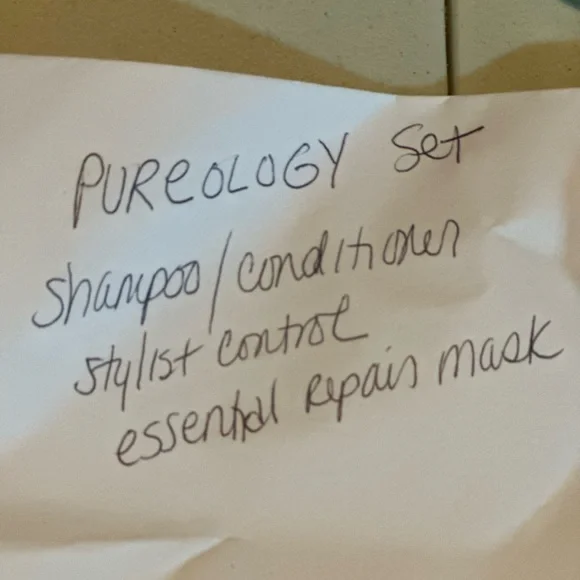 PUReOLOGY Set
Shampoo/conditioner
stylist control
essential repair mask